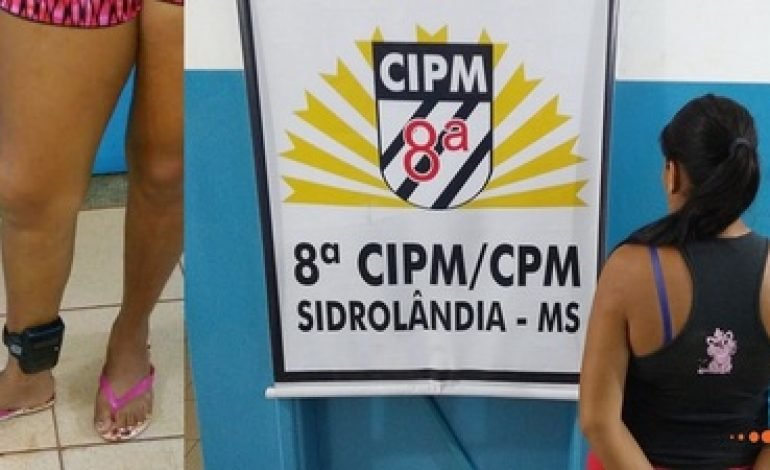 CIPM
8ª
8ª CIPM/CPM
SIDROLÂNDIA - MS